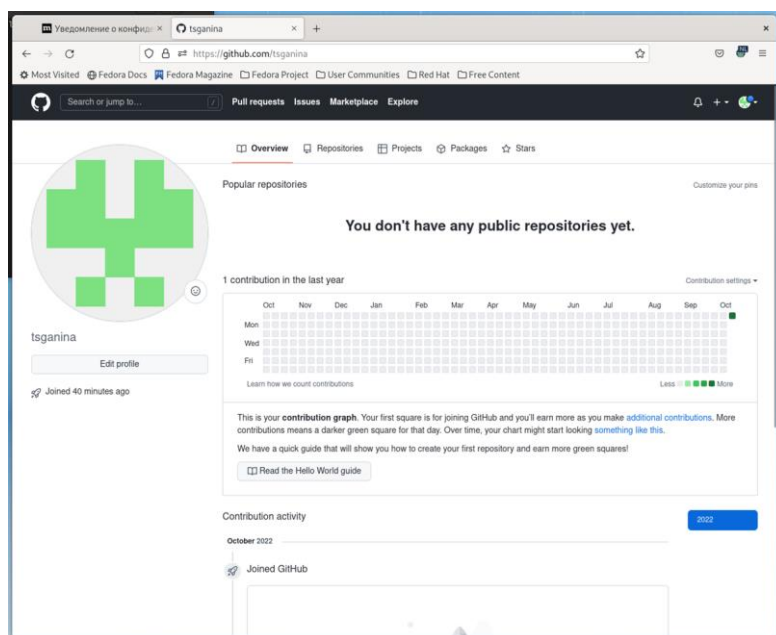 Уведомление о конфиде
tsganina
https://github.com/tsganina
Most Visited Fedora Docs Fedora Magazine Fedora Project User Communities Red Hat Free Content
Search or jump to... / Pull requests Issues Marketplace Explore
Overview Repositories Projects Packages Stars
Popular repositories Customize your pins
You don't have any public repositories yet.
1 contribution in the last year Contribution settings
Oct Nov Dec Jan Feb Mar Apr May Jun Jul Aug Sep Oct
Mon
Wed
Fri
Learn how we count contributions Less More
tsganina
Edit profile
Joined 40 minutes ago
This is your contribution graph. Your first square is for joining GitHub and you'll earn more as you make additional contributions. More
contributions means a darker green square for that day. Over time, your chart might start looking something like this.
We have a quick guide that will show you how to create your first repository and earn more green squares!
Read the Hello World guide
Contribution activity 2022
October 2022
Joined GitHub